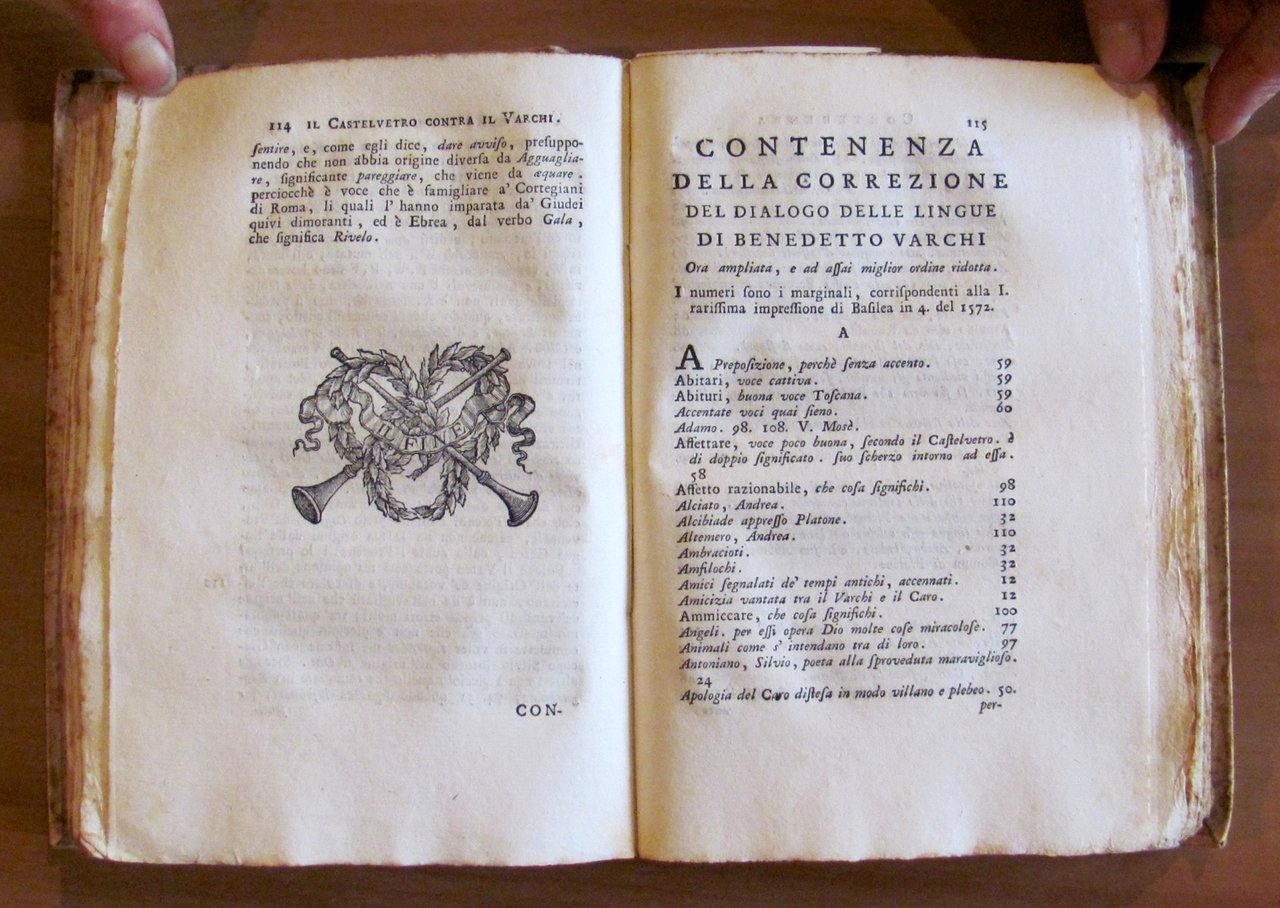 114 IL CASTELVETRO CONTRA IL VARCHI.
ſentire, e, come egli dice, dare avviſo, preſuppo-
nendo che non abbia origine diverſa da Agguaglia-
re, ſignificante pareggiare, che viene da æquare.
perciocchè è voce che è famigliare a' Cortegiani
di Roma, li quali l' hanno imparata da' Giudei
quivi dimoranti, ed è Ebrea, dal verbo Gala,
che ſignifica Rivelo.
IL FINE
CON-
115
CONTENENZA
DELLA CORREZIONE
DEL DIALOGO DELLE LINGUE
DI BENEDETTO VARCHI
Ora ampliata, e ad aſſai miglior ordine ridotta.
I numeri ſono i marginali, corriſpondenti alla I.
rariſſima impreſſione di Baſilea in 4. del 1572.
A
A Prepoſizione, perchè ſenza accento. 59
Abitari, voce cattiva. 59
Abituri, buona voce Toſcana. 59
Accentate voci quai ſieno. 60
Adamo. 98. 108. V. Mosè.
Affettare, voce poco buona, ſecondo il Caſtelvetro. è
di doppio ſignificato. ſuo ſcherzo intorno ad eſſa.
58
Affetto razionabile, che coſa ſignifichi. 98
Alciato, Andrea. 110
Alcibiade appreſſo Platone. 32
Altemero, Andrea. 110
Ambracioti. 32
Amfilochi. 32
Amici ſegnalati de' tempi antichi, accennati. 12
Amicizia vantata tra il Varchi e il Caro. 12
Ammiccare, che coſa ſignifichi. 100
Angeli. per eſſi opera Dio molte coſe miracoloſe. 77
Animali come s' intendano tra di loro. 97
Antoniano, Silvio, poeta alla ſproveduta maraviglioſo.
24
Apologia del Caro diſteſa in modo villano e plebeo. 50.
per-